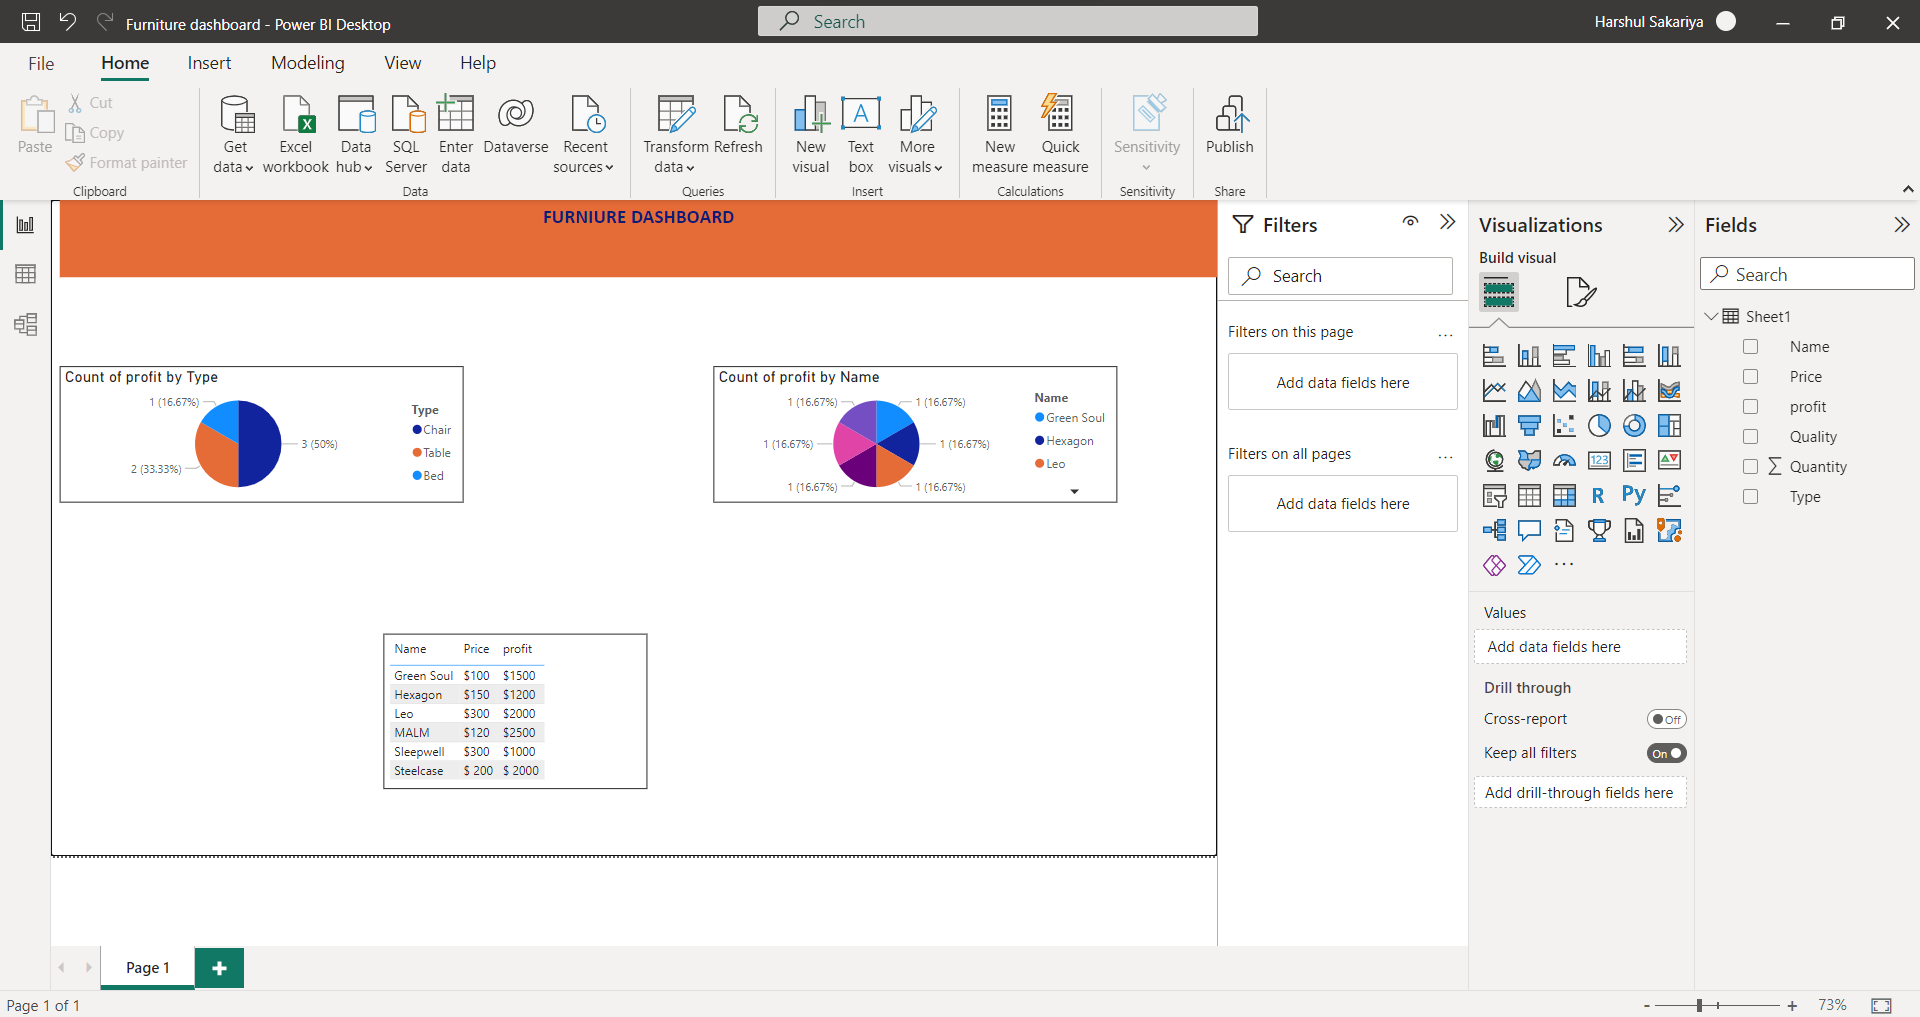 Furniture dashboard - Power BI Desktop
Search
Harshul Sakariya
File Home Insert Modeling View Help
Paste
Cut
Copy
Format painter
Clipboard
Get data
Excel workbook
Data hub
SQL Server
Enter data
Dataverse
Recent sources
Data
Transform data
Refresh
Queries
New visual
Text box
A
More visuals
Insert
New measure
Quick measure
Calculations
Sensitivity
Sensitivity
Publish
Share
FURNIURE DASHBOARD
Count of profit by Type
1 (16.67%)
3 (50%)
2 (33.33%)
Type
Chair
Table
Bed
Count of profit by Name
1 (16.67%)
1 (16.67%)
1 (16.67%)
1 (16.67%)
1 (16.67%)
1 (16.67%)
Name
Green Soul
Hexagon
Leo
Name Price profit
Green Soul $100 $1500
Hexagon $150 $1200
Leo $300 $2000
MALM $120 $2500
Sleepwell $300 $1000
Steelcase $ 200 $ 2000
Filters
Search
Filters on this page ...
Add data fields here
Filters on all pages ...
Add data fields here
Visualizations
Build visual
123
R
Py
...
Values
Add data fields here
Drill through
Cross-report Off
Keep all filters On
Add drill-through fields here
Fields
Search
Sheet1
Name
Price
profit
Quality
∑ Quantity
Type
Page 1
+
Page 1 of 1
- + 73%